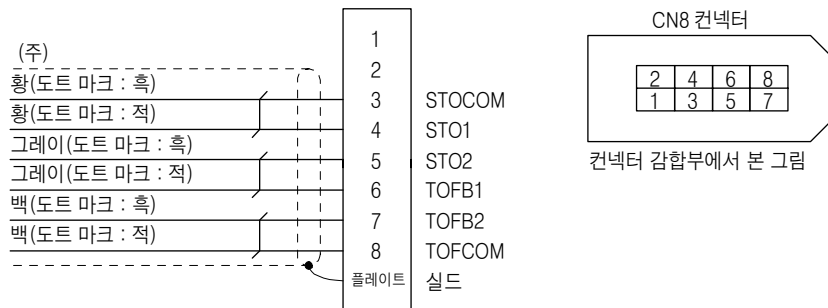 (주)
황(도트 마크 : 흑)
황(도트 마크 : 적)
그레이(도트 마크 : 흑)
그레이(도트 마크 : 적)
백(도트 마크 : 흑)
백(도트 마크 : 적)
1
2
3 STOCOM
4 STO1
5 STO2
6 TOFB1
7 TOFB2
8 TOFCOM
플레이트 실드
CN8 컨넥터
2 4 6 8
1 3 5 7
컨넥터 감합부에서 본 그림